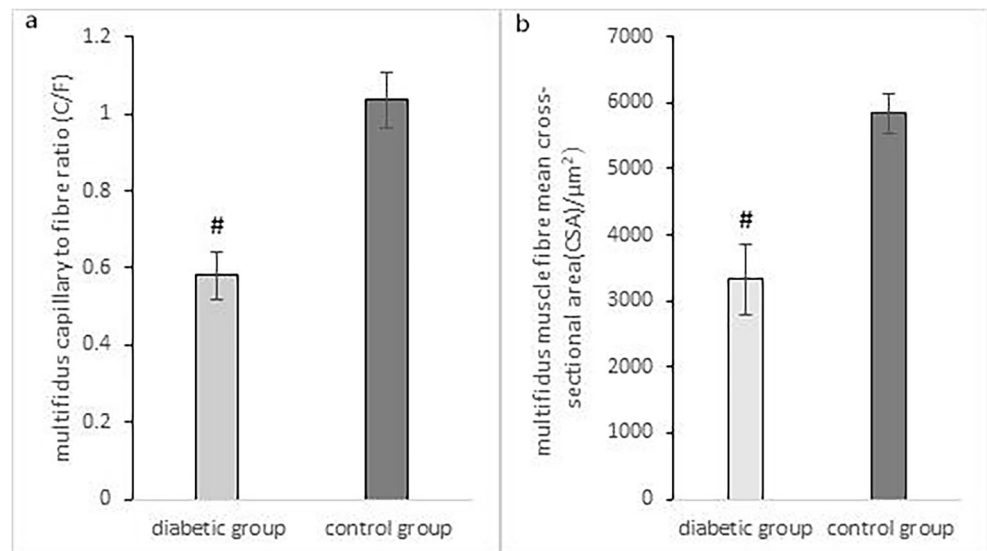 a
multifidus capillary to fibre ratio (C/F)
1.2
1
0.8
0.6
0.4
0.2
0
#
diabetic group
control group
b
multifidus muscle fibre mean cross-
sectional area(CSA)/μm²
7000
6000
5000
4000
3000
2000
1000
0
#
diabetic group
control group